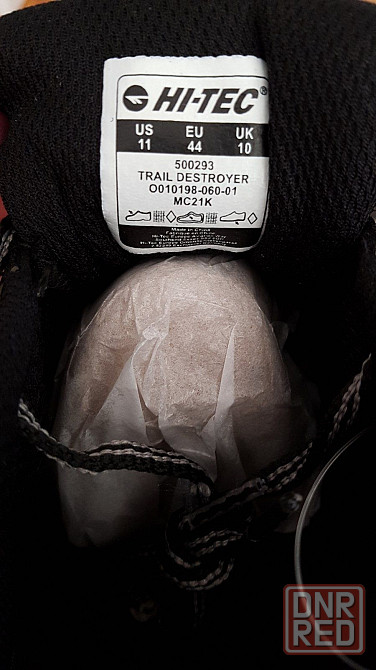 HI-TEC®
US EU UK
11 44 10
500293
TRAIL DESTROYER
O010198-060-01
MC21K
Made in China
DNR
RED